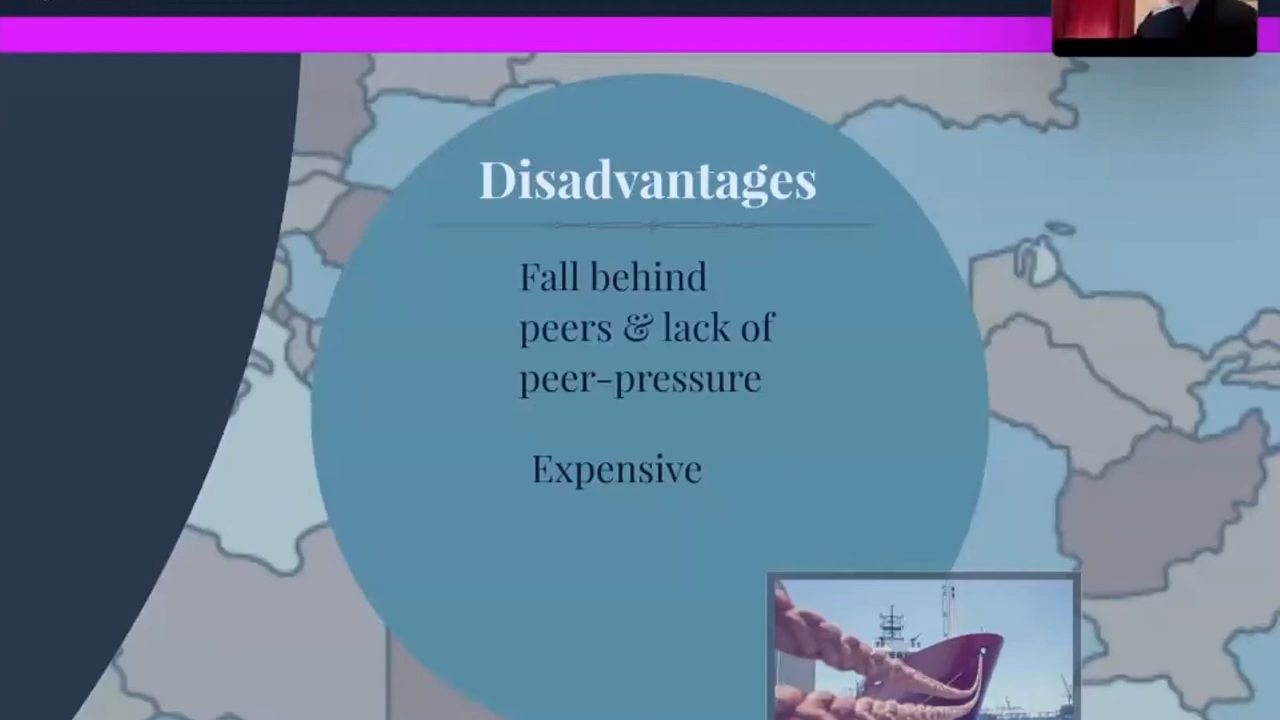 Disadvantages
Fall behind
peers & lack of
peer-pressure
Expensive